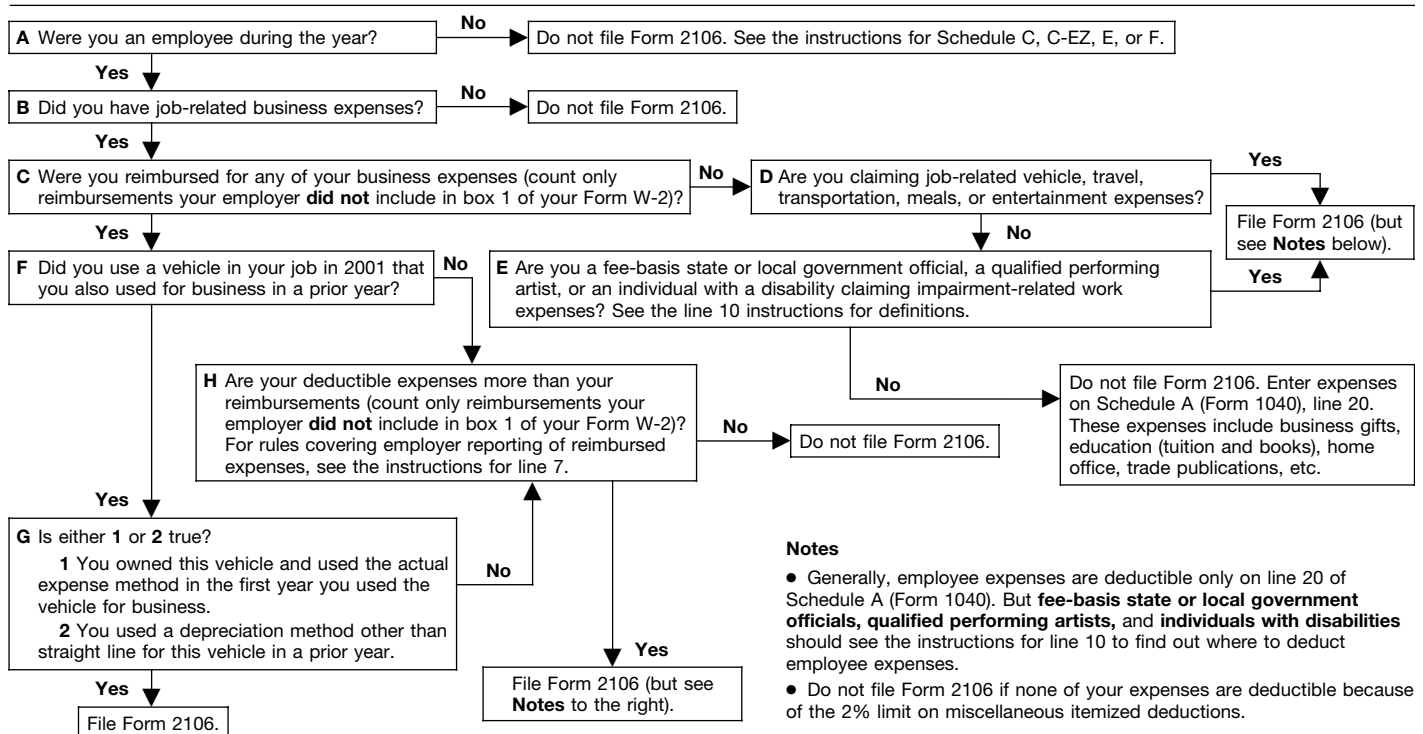 No
A Were you an employee during the year?
Do not file Form 2106. See the instructions for Schedule C, C-EZ, E, or F.
Yes
B Did you have job-related business expenses?
No
Do not file Form 2106.
Yes
C Were you reimbursed for any of your business expenses (count only
reimbursements your employer did not include in box 1 of your Form W-2)?
No
D Are you claiming job-related vehicle, travel,
transportation, meals, or entertainment expenses?
Yes
File Form 2106 (but
see Notes below).
Yes
No
F Did you use a vehicle in your job in 2001 that
you also used for business in a prior year?
No
E Are you a fee-basis state or local government official, a qualified performing
artist, or an individual with a disability claiming impairment-related work
expenses? See the line 10 instructions for definitions.
Yes
H Are your deductible expenses more than your
reimbursements (count only reimbursements your
employer did not include in box 1 of your Form W-2)?
For rules covering employer reporting of reimbursed
expenses, see the instructions for line 7.
No
Do not file Form 2106.
No
Do not file Form 2106. Enter expenses
on Schedule A (Form 1040), line 20.
These expenses include business gifts,
education (tuition and books), home
office, trade publications, etc.
Yes
G Is either 1 or 2 true?
1 You owned this vehicle and used the actual
expense method in the first year you used the
vehicle for business.
2 You used a depreciation method other than
straight line for this vehicle in a prior year.
No
Yes
File Form 2106.
Yes
File Form 2106 (but see
Notes to the right).
Notes
● Generally, employee expenses are deductible only on line 20 of
Schedule A (Form 1040). But fee-basis state or local government
officials, qualified performing artists, and individuals with disabilities
should see the instructions for line 10 to find out where to deduct
employee expenses.
● Do not file Form 2106 if none of your expenses are deductible because
of the 2% limit on miscellaneous itemized deductions.